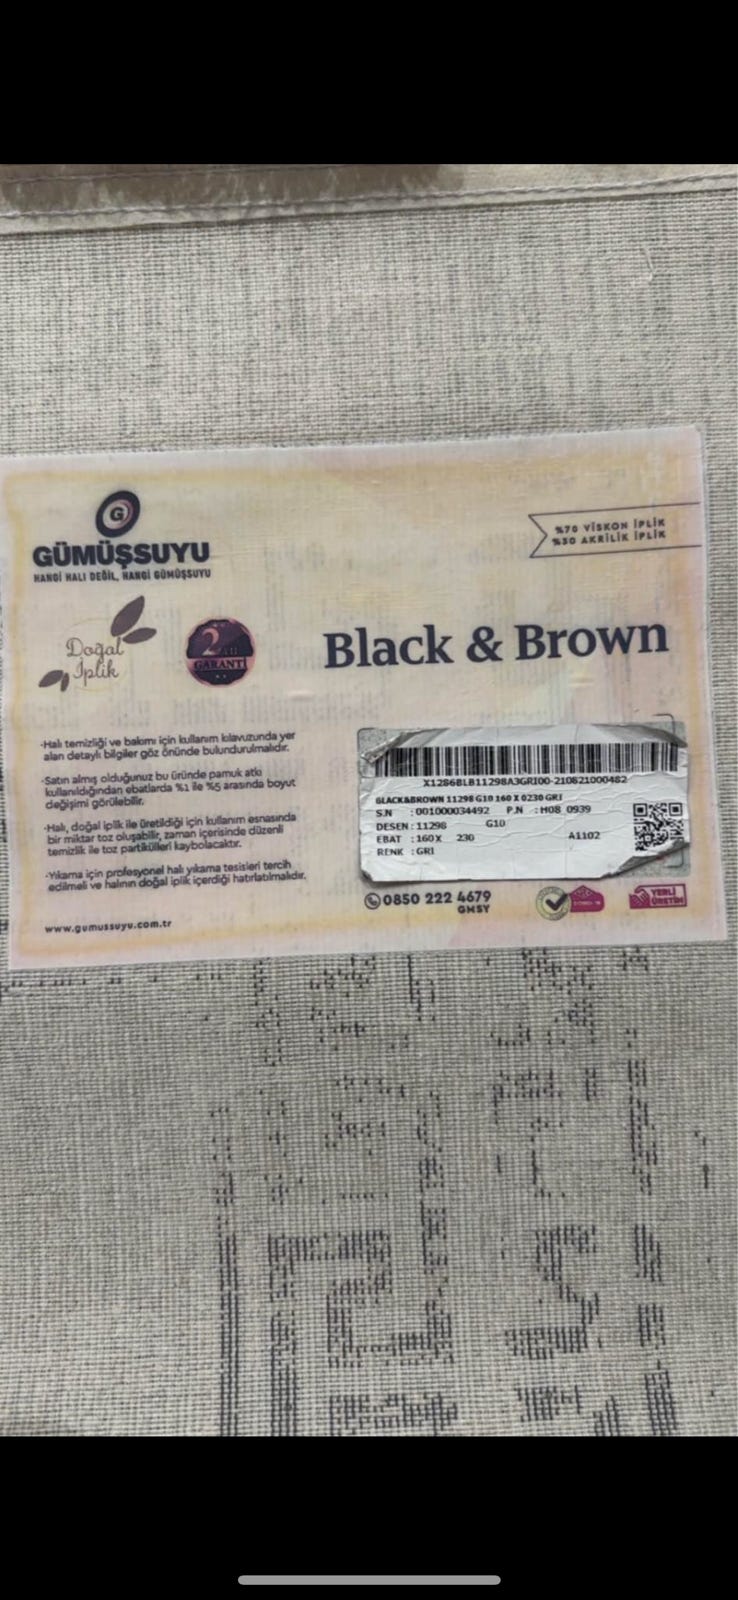 G
GÜMÜŞSUYU
HANGİ HALI DEĞİL, HANGİ GÜMÜŞSUYU
%70 VİSKON İPLİK
%30 AKRİLİK İPLİK
Doğal
İplik
2
GARANTİ
Black & Brown
-Halı temizliği ve bakımı için kullanım kılavuzunda yer
alan detaylı bilgiler göz önünde bulundurulmalıdır.
-Satın almış olduğunuz bu üründe pamuk atkı
kullanıldığından ebatlarda %1 ile %5 arasında boyut
değişimi görülebilir.
-Halı, doğal iplik ile üretildiği için kullanım esnasında
bir miktar toz oluşabilir, zaman içerisinde düzenli
temizlik ile toz partikülleri kaybolacaktır.
-Yıkama için profesyonel halı yıkama tesisleri tercih
edilmeli ve halının doğal iplik içerdiği hatırlatılmalıdır.
www.gumussuyu.com.tr
X1286BLB11298A3GRI00-210821000482
BLACK&BROWN 11298 G10 160 X 0230 GRI
S.N : 001000034492 P.N : H08 0939
DESEN : 11298 G10
EBAT : 160 X 230 A1102
RENK : GRI
0850 222 4679
GMSY
YERLİ
ÜRETİM